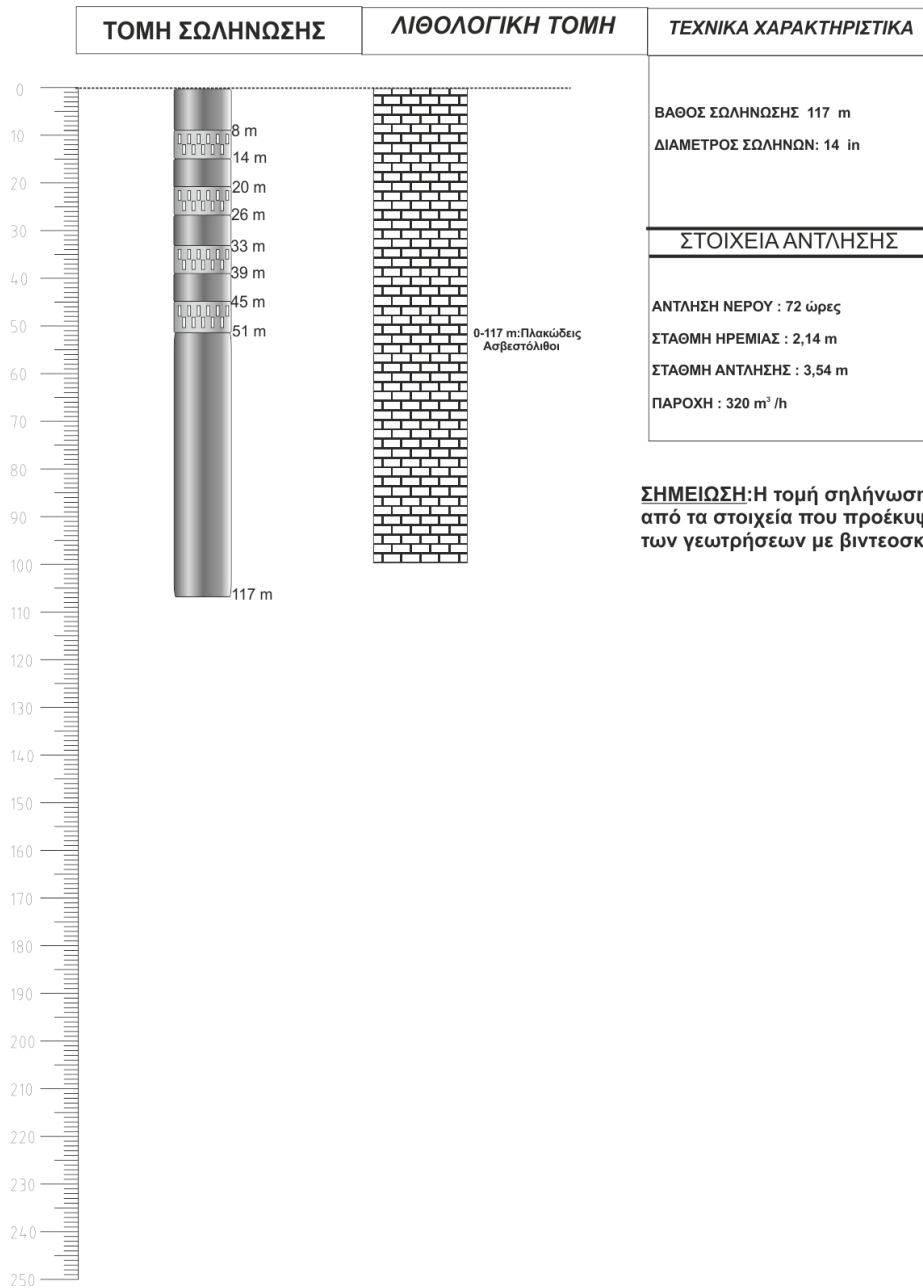 ΤΟΜΗ ΣΩΛΗΝΩΣΗΣ
ΛΙΘΟΛΟΓΙΚΗ ΤΟΜΗ
ΤΕΧΝΙΚΑ ΧΑΡΑΚΤΗΡΙΣΤΙΚΑ
0
10
20
30
40
50
60
70
80
90
100
110
120
130
140
150
160
170
180
190
200
210
220
230
240
250
8 m
14 m
20 m
26 m
33 m
39 m
45 m
51 m
117 m
0-117 m:Πλακώδεις
Ασβεστόλιθοι
ΒΑΘΟΣ ΣΩΛΗΝΩΣΗΣ 117 m
ΔΙΑΜΕΤΡΟΣ ΣΩΛΗΝΩΝ: 14 in
ΣΤΟΙΧΕΙΑ ΑΝΤΛΗΣΗΣ
ΑΝΤΛΗΣΗ ΝΕΡΟΥ : 72 ώρες
ΣΤΑΘΜΗ ΗΡΕΜΙΑΣ : 2,14 m
ΣΤΑΘΜΗ ΑΝΤΛΗΣΗΣ : 3,54 m
ΠΑΡΟΧΗ : 320 m³ /h
ΣΗΜΕΙΩΣΗ:Η τομή σηλήνωση
από τα στοιχεία που προέκυψ
των γεωτρήσεων με βιντεοσκ